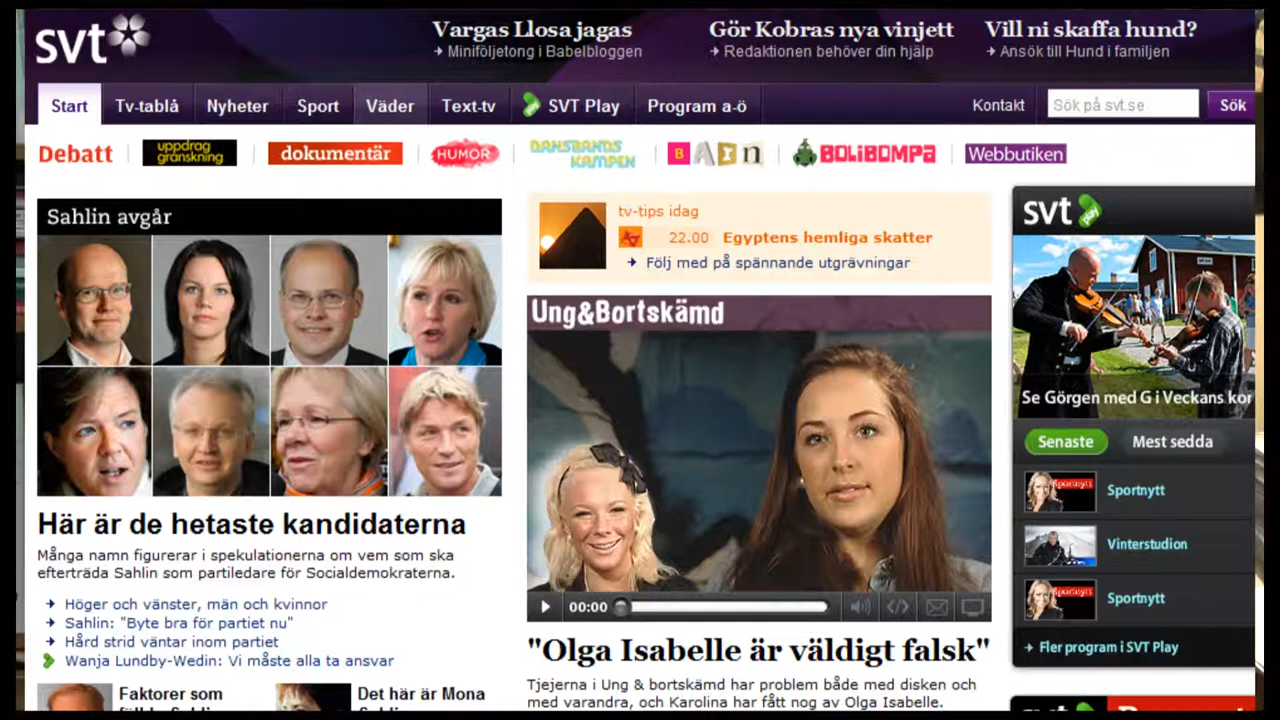 svt
Vargas Llosa jagas
Miniföljetong i Babelbloggen
Gör Kobras nya vinjett
Redaktionen behöver din hjälp
Vill ni skaffa hund?
Ansök till Hund i familjen
Start Tv-tablå Nyheter Sport Väder Text-tv SVT Play Program a-ö Kontakt Sök på svt.se Sök
Debatt
uppdrag
granskning
dokumentär
HUMOR
DANSBANDS
KAMPEN
BARN
BOLIBOMPA
Webbutiken
Sahlin avgår
Här är de hetaste kandidaterna
Många namn figurerar i spekulationerna om vem som ska
efterträda Sahlin som partiledare för Socialdemokraterna.
Höger och vänster, män och kvinnor
Sahlin: "Byte bra för partiet nu"
Hård strid väntar inom partiet
Wanja Lundby-Wedin: Vi måste alla ta ansvar
Faktorer som
Det här är Mona
tv-tips idag
22.00 Egyptens hemliga skatter
Följ med på spännande utgrävningar
Ung&Bortskämd
00:00
"Olga Isabelle är väldigt falsk"
Tjejerna i Ung & bortskämd har problem både med disken och
med varandra, och Karolina har fått nog av Olga Isabelle.
svt play
Se Görgen med G i Veckans kor
Senaste Mest sedda
Sportnytt
Sportnytt
Vinterstudion
Sportnytt
Sportnytt
Fler program i SVT Play